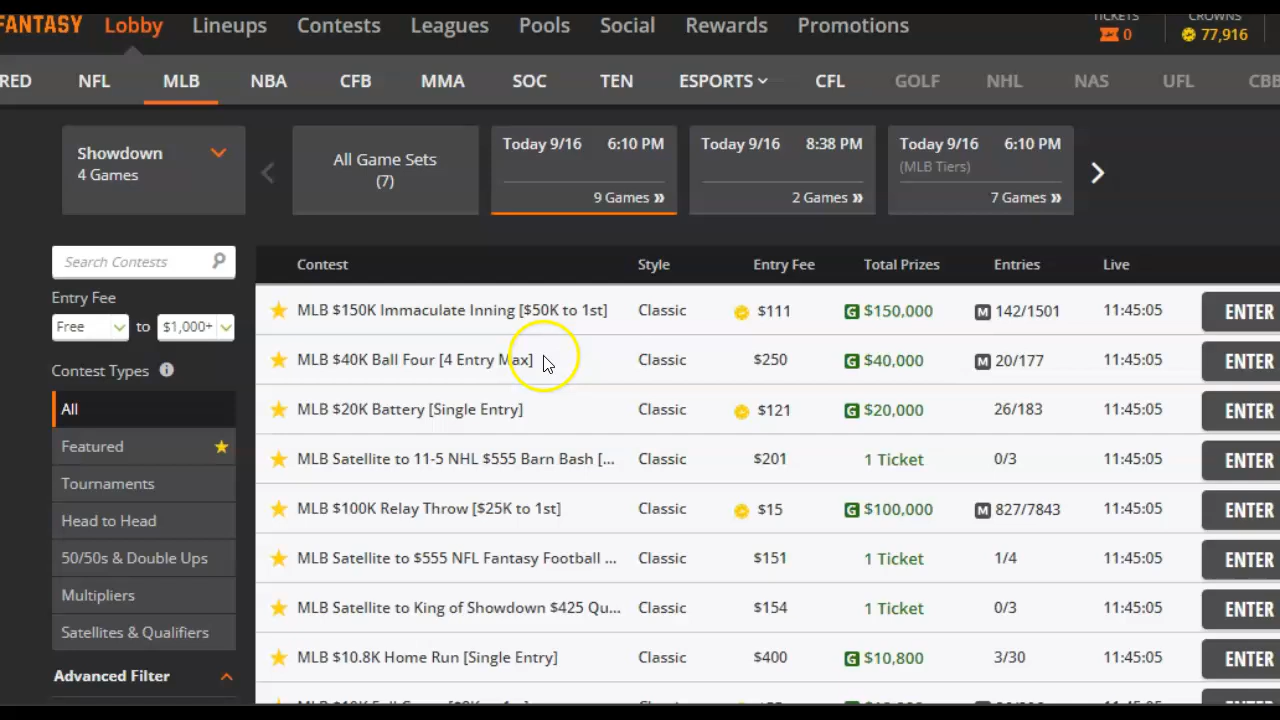 FANTASY Lobby Lineups Contests Leagues Pools Social Rewards Promotions TICKETS 0 CROWNS 77,916
RED NFL MLB NBA CFB MMA SOC TEN ESPORTS CFL GOLF NHL NAS UFL CBB
Showdown
4 Games
All Game Sets
(7)
Today 9/16 6:10 PM
9 Games »
Today 9/16 8:38 PM
2 Games »
Today 9/16 6:10 PM
(MLB Tiers)
7 Games »
Search Contests
Entry Fee
Free to $1,000+
Contest Types i
All
Featured
Tournaments
Head to Head
50/50s & Double Ups
Multipliers
Satellites & Qualifiers
Advanced Filter
Contest Style Entry Fee Total Prizes Entries Live
MLB $150K Immaculate Inning [$50K to 1st] Classic $111 G $150,000 M 142/1501 11:45:05 ENTER
MLB $40K Ball Four [4 Entry Max] Classic $250 G $40,000 M 20/177 11:45:05 ENTER
MLB $20K Battery [Single Entry] Classic $121 G $20,000 26/183 11:45:05 ENTER
MLB Satellite to 11-5 NHL $555 Barn Bash [... Classic $201 1 Ticket 0/3 11:45:05 ENTER
MLB $100K Relay Throw [$25K to 1st] Classic $15 G $100,000 M 827/7843 11:45:05 ENTER
MLB Satellite to $555 NFL Fantasy Football ... Classic $151 1 Ticket 1/4 11:45:05 ENTER
MLB Satellite to King of Showdown $425 Qu... Classic $154 1 Ticket 0/3 11:45:05 ENTER
MLB $10.8K Home Run [Single Entry] Classic $400 G $10,800 3/30 11:45:05 ENTER